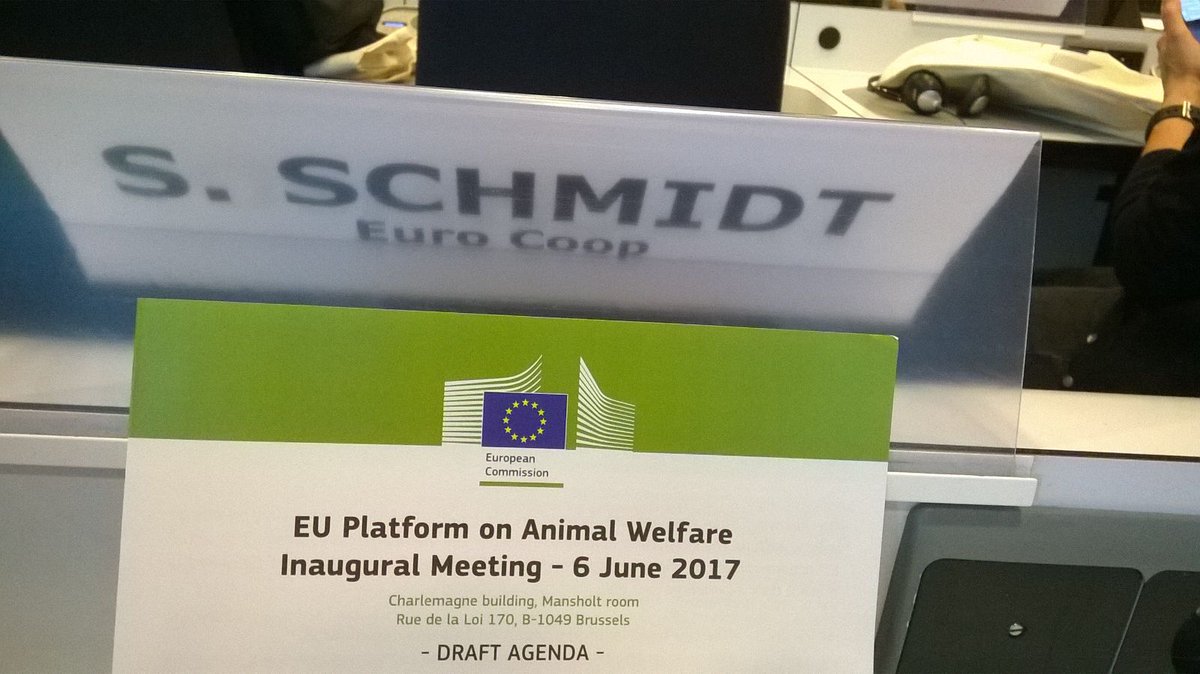 S. SCHMIDT
Euro Coop
European
Commission
EU Platform on Animal Welfare
Inaugural Meeting - 6 June 2017
Charlemagne building, Mansholt room
Rue de la Loi 170, B-1049 Brussels
- DRAFT AGENDA -